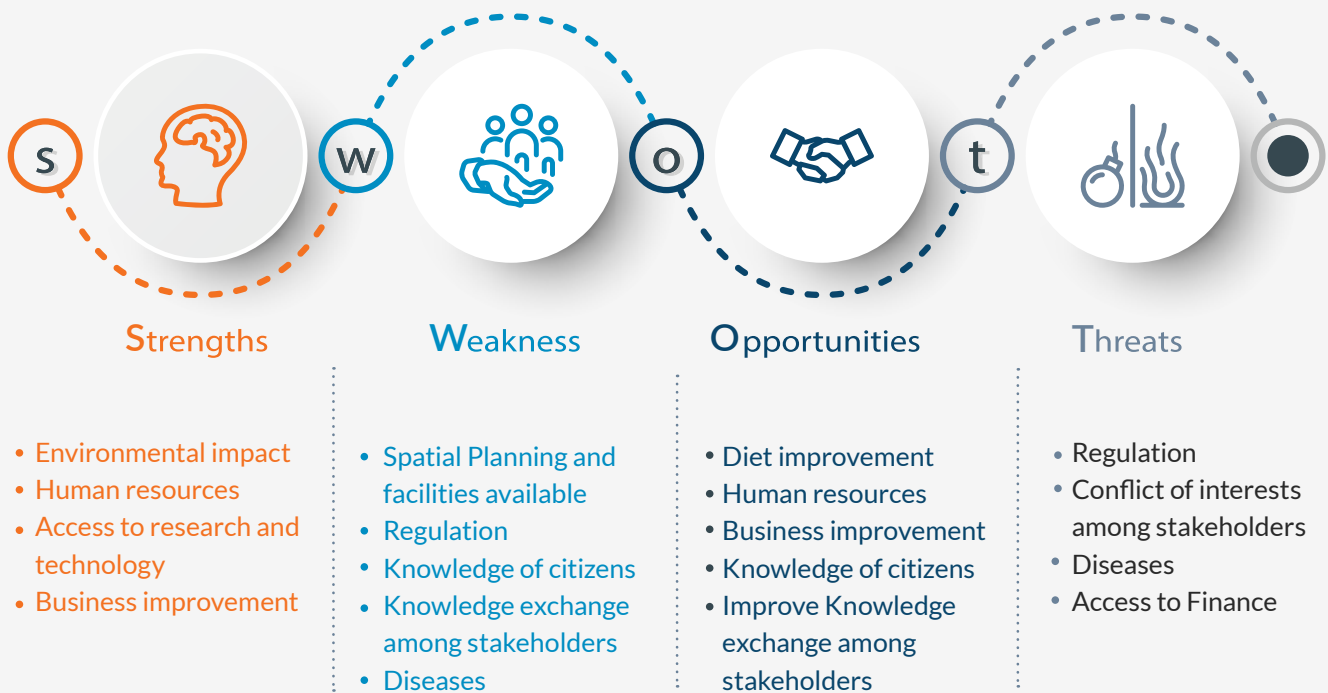 s
w
o
t
Strengths
Weakness
Opportunities
Threats
• Environmental impact
• Human resources
• Access to research and
technology
• Business improvement
• Spatial Planning and
facilities available
• Regulation
• Knowledge of citizens
• Knowledge exchange
among stakeholders
• Diseases
• Diet improvement
• Human resources
• Business improvement
• Knowledge of citizens
• Improve Knowledge
exchange among
stakeholders
• Regulation
• Conflict of interests
among stakeholders
• Diseases
• Access to Finance